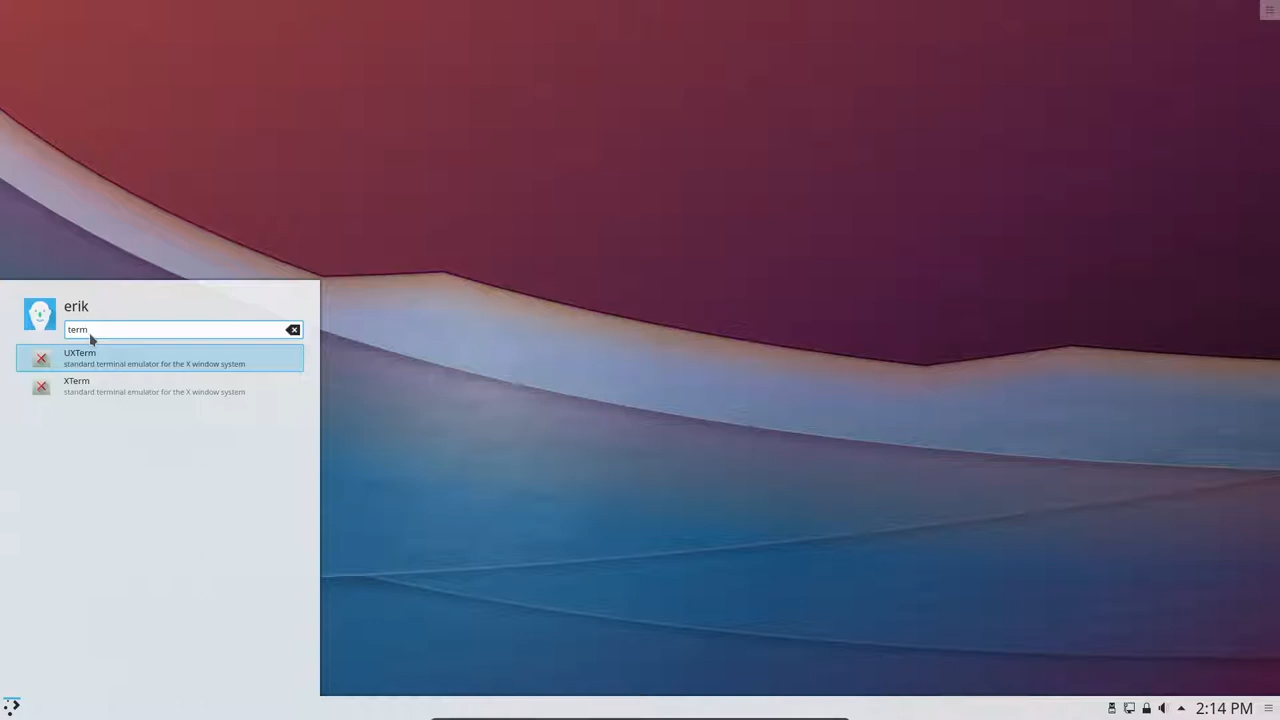 erik
term
UXTerm
standard terminal emulator for the X window system
XTerm
standard terminal emulator for the X window system
2:14 PM